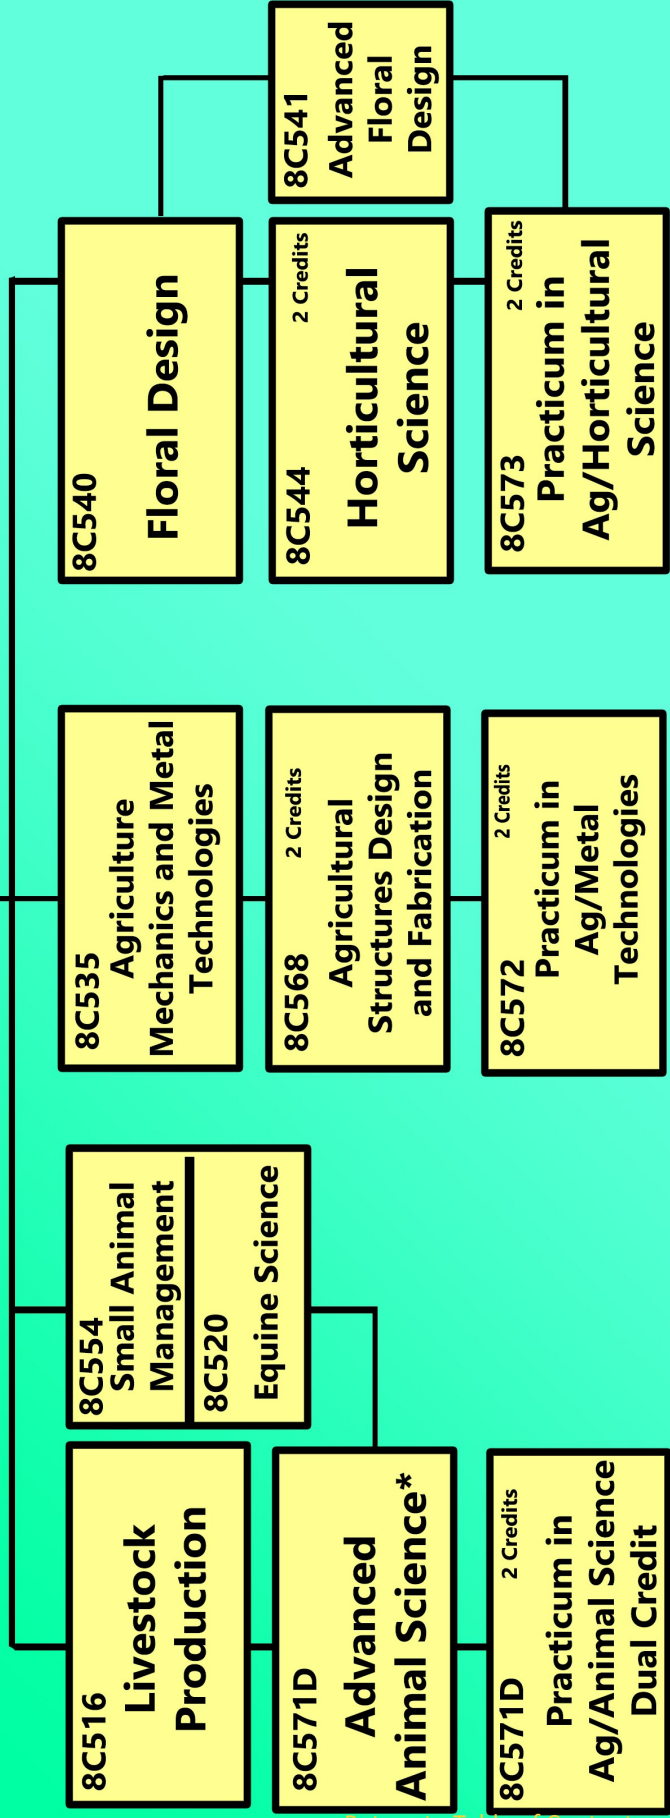 8C516
Livestock
Production
8C554
Small Animal
Management
8C520
Equine Science
8C571D
Advanced
Animal Science*
8C571D
2 Credits
Practicum in
Ag/Animal Science
Dual Credit
8C535
Agriculture
Mechanics and Metal
Technologies
8C568
2 Credits
Agricultural
Structures Design
and Fabrication
8C572
2 Credits
Practicum in
Ag/Metal
Technologies
8C540
Floral Design
8C541
Advanced
Floral
Design
8C544
2 Credits
Horticultural
Science
8C573
2 Credits
Practicum in
Ag/Horticultural
Science